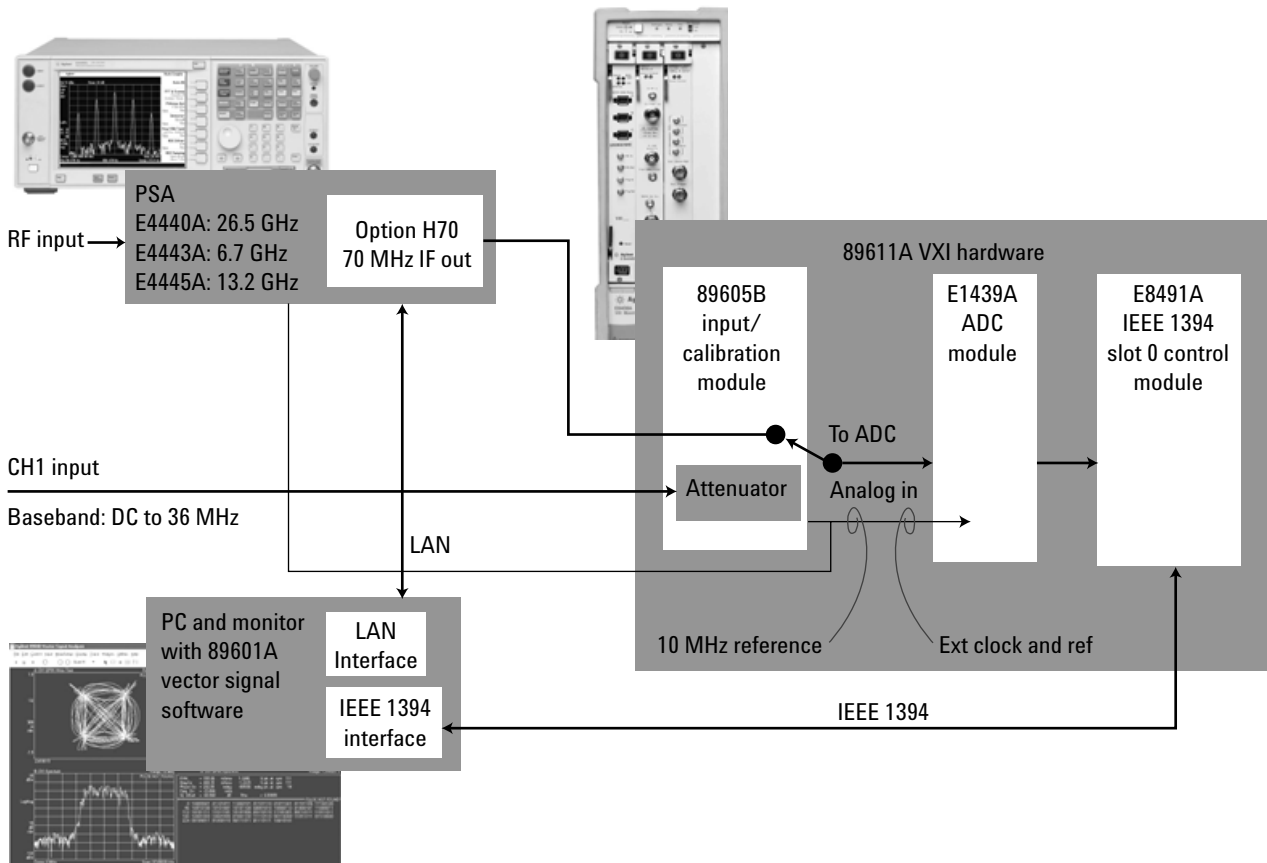 PSA
E4440A: 26.5 GHz
E4443A: 6.7 GHz
E4445A: 13.2 GHz
Option H70
70 MHz IF out
RF input
89611A VXI hardware
89605B
input/
calibration
module
E1439A
ADC
module
E8491A
IEEE 1394
slot 0 control
module
To ADC
CH1 input
Attenuator
Analog in
Baseband: DC to 36 MHz
LAN
PC and monitor
with 89601A
vector signal
software
LAN
Interface
IEEE 1394
interface
10 MHz reference
Ext clock and ref
IEEE 1394